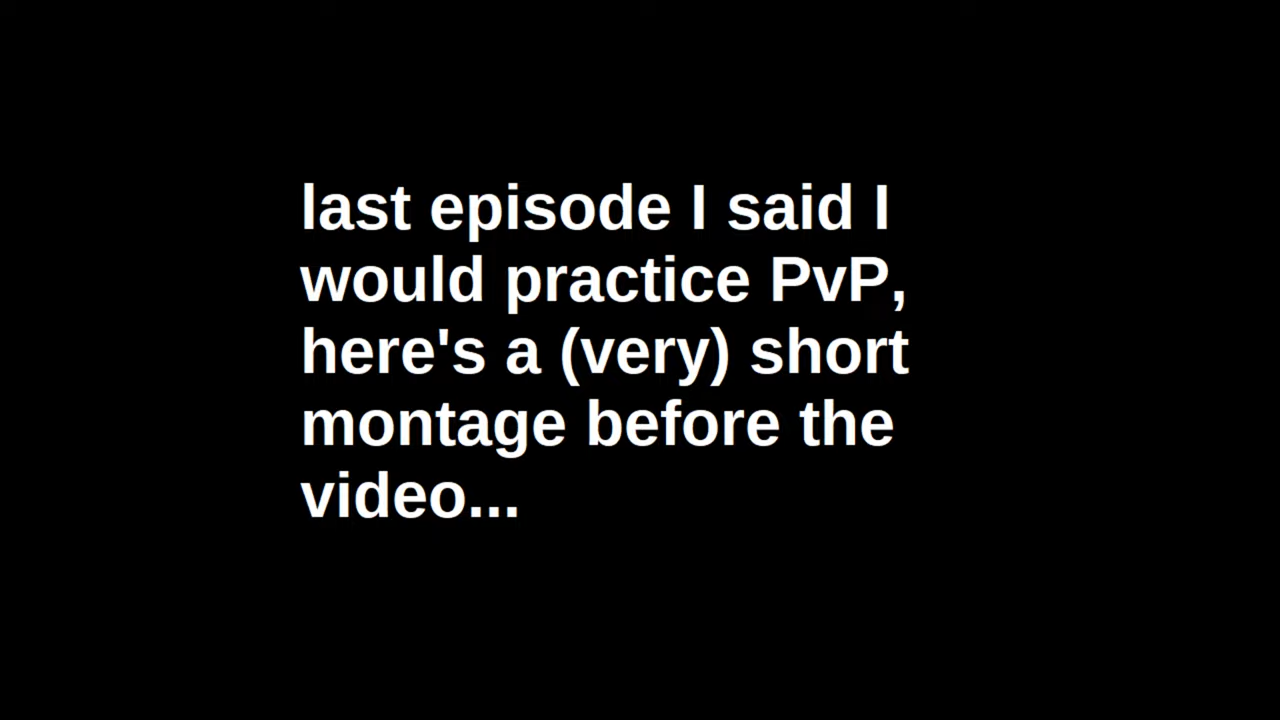 last episode I said I
would practice PvP,
here's a (very) short
montage before the
video...